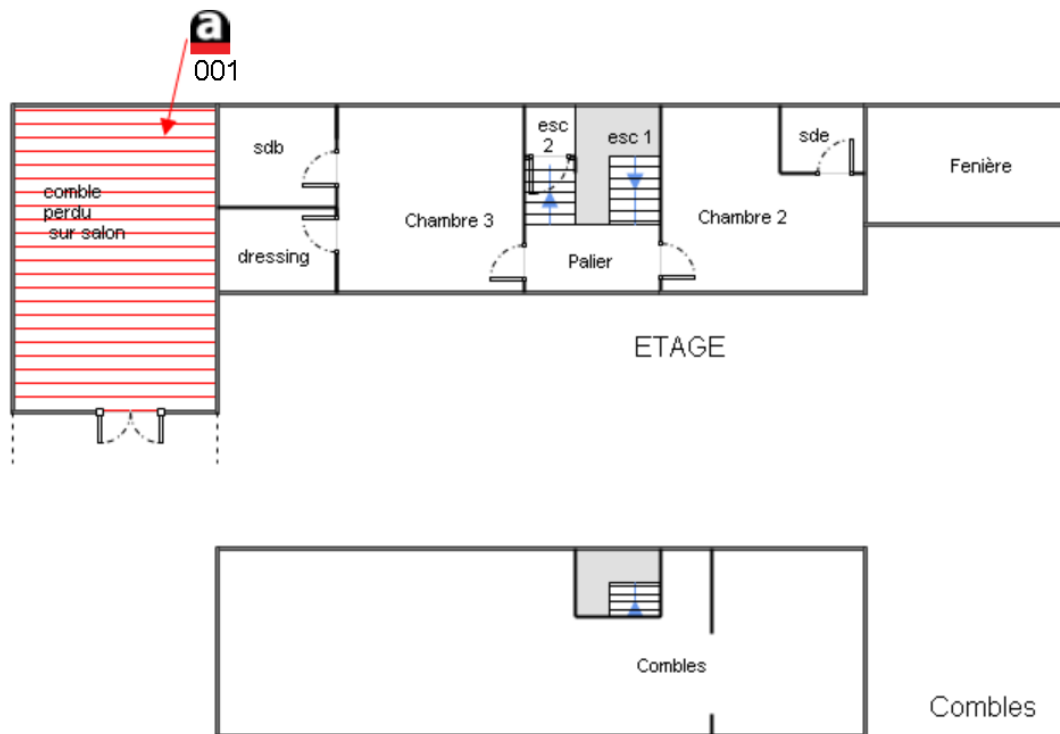 a
001
esc
2
esc 1
sde
sdb
Fenière
comble
perdu
sur salon
Chambre 3
Chambre 2
dressing
Palier
ETAGE
Combles
Combles